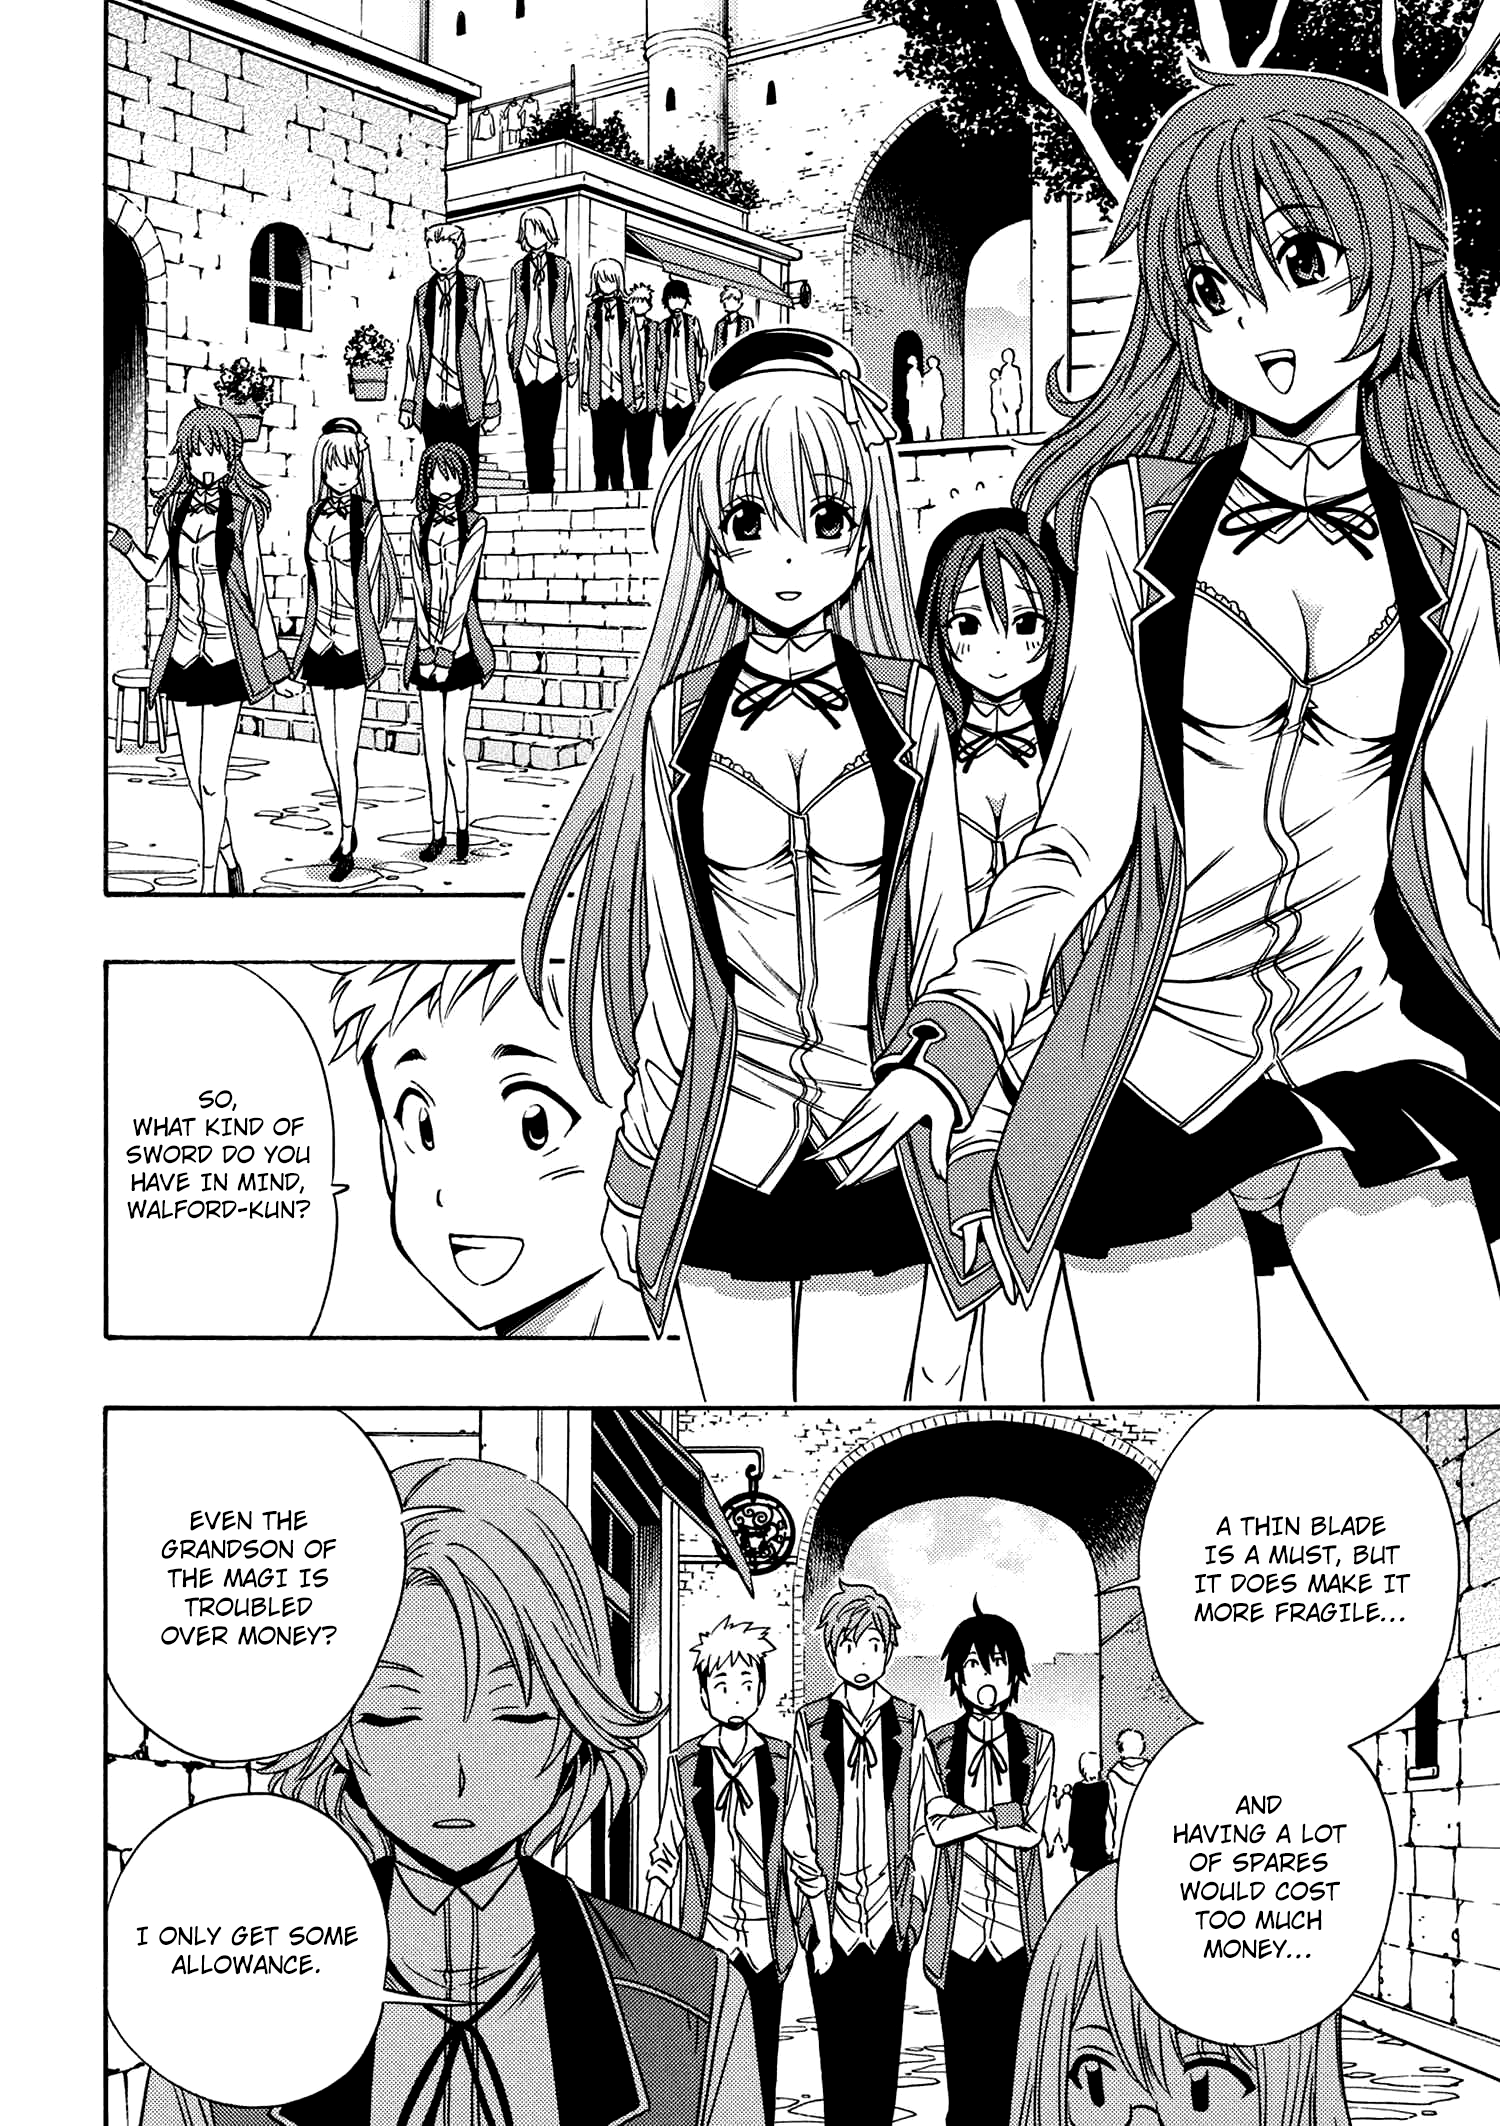 SO,
WHAT KIND OF
SWORD DO YOU
HAVE IN MIND,
WALFORD-KUN?
A THIN BLADE
IS A MUST, BUT
IT DOES MAKE IT
MORE FRAGILE...
AND
HAVING A LOT
OF SPARES
WOULD COST
TOO MUCH
MONEY...
EVEN THE
GRANDSON OF
THE MAGI IS
TROUBLED
OVER MONEY?
I ONLY GET SOME
ALLOWANCE.